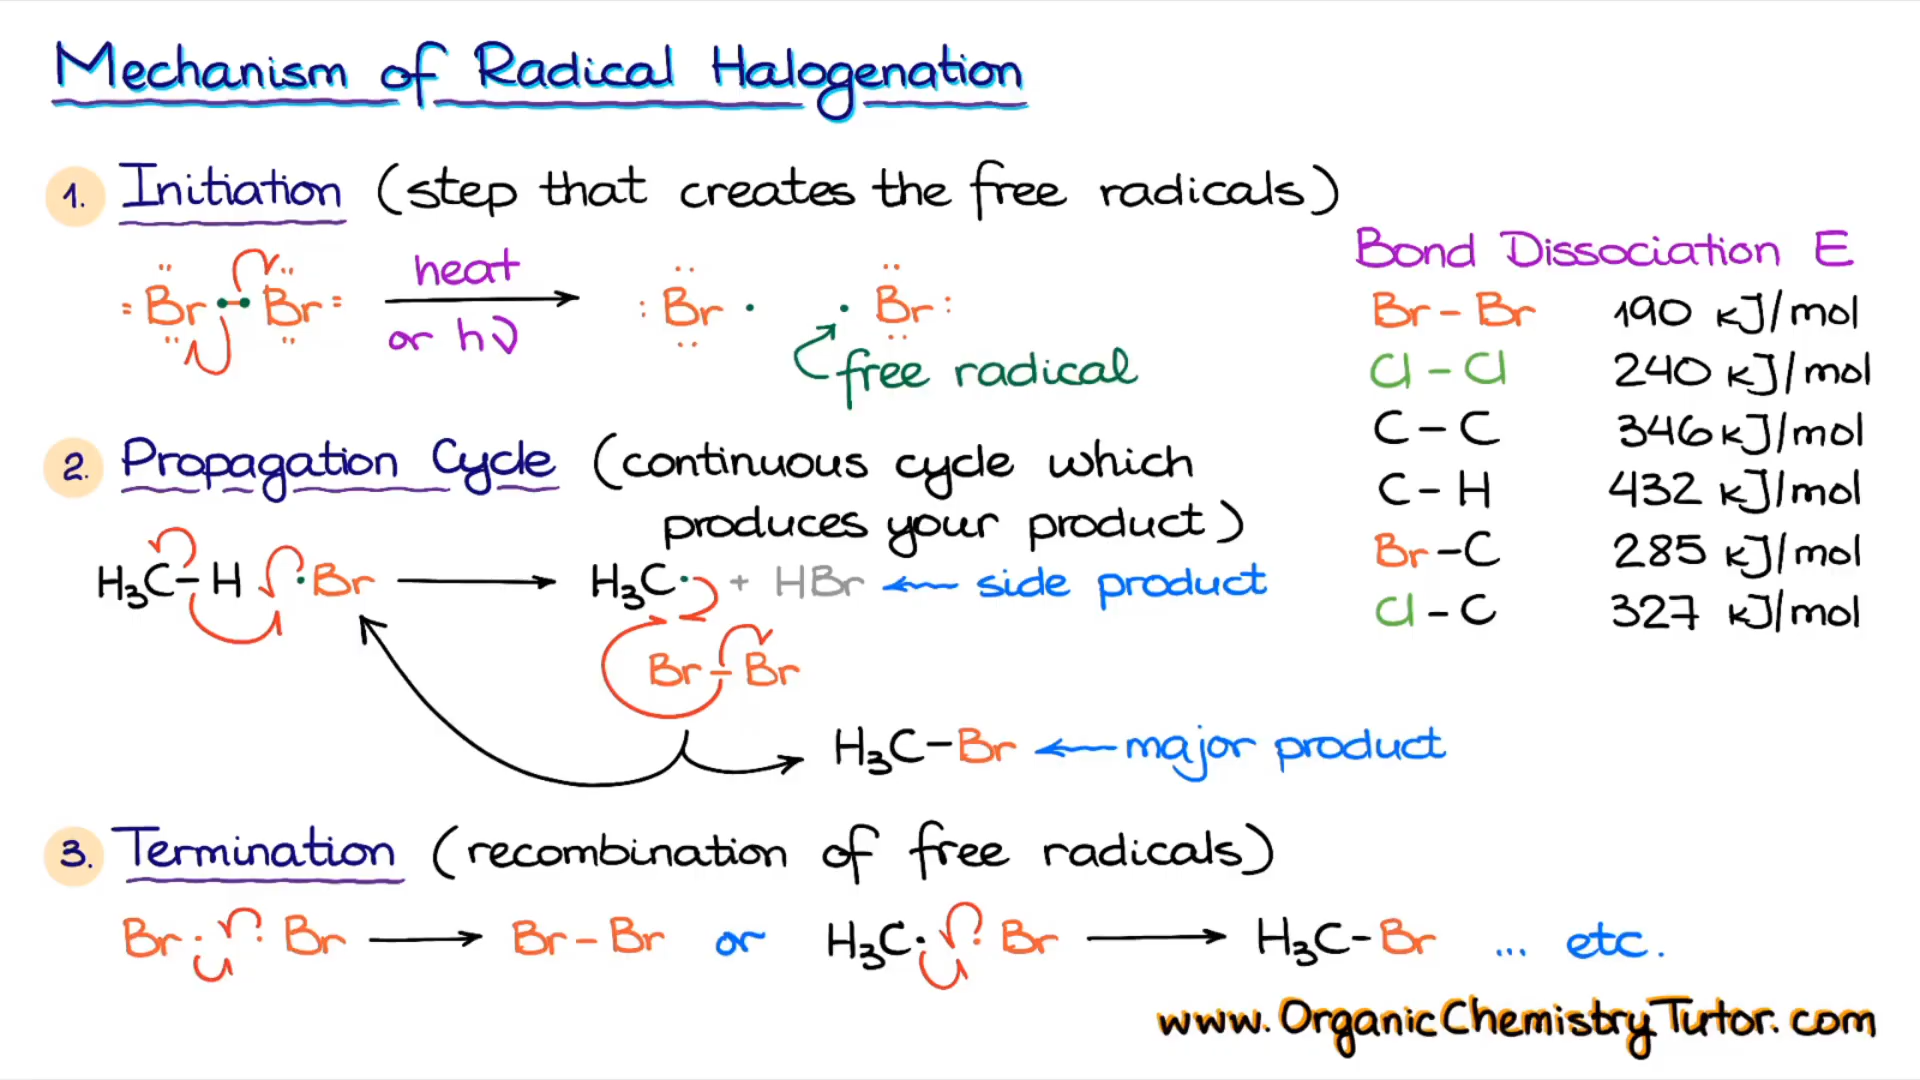 Mechanism of Radical Halogenation
1. Initiation (step that creates the free radicals)
Br Br heat or hν Br · · Br
free radical
Bond Dissociation E
Br - Br 190 kJ/mol
Cl - Cl 240 kJ/mol
C - C 346 kJ/mol
C - H 432 kJ/mol
Br - C 285 kJ/mol
Cl - C 327 kJ/mol
2. Propagation Cycle (continuous cycle which
produces your product)
H₃C - H · Br → H₃C · + HBr ← side product
Br - Br
H₃C - Br ← major product
3. Termination (recombination of free radicals)
Br · · Br → Br - Br or H₃C · · Br → H₃C - Br ... etc.
www.OrganicChemistryTutor.com